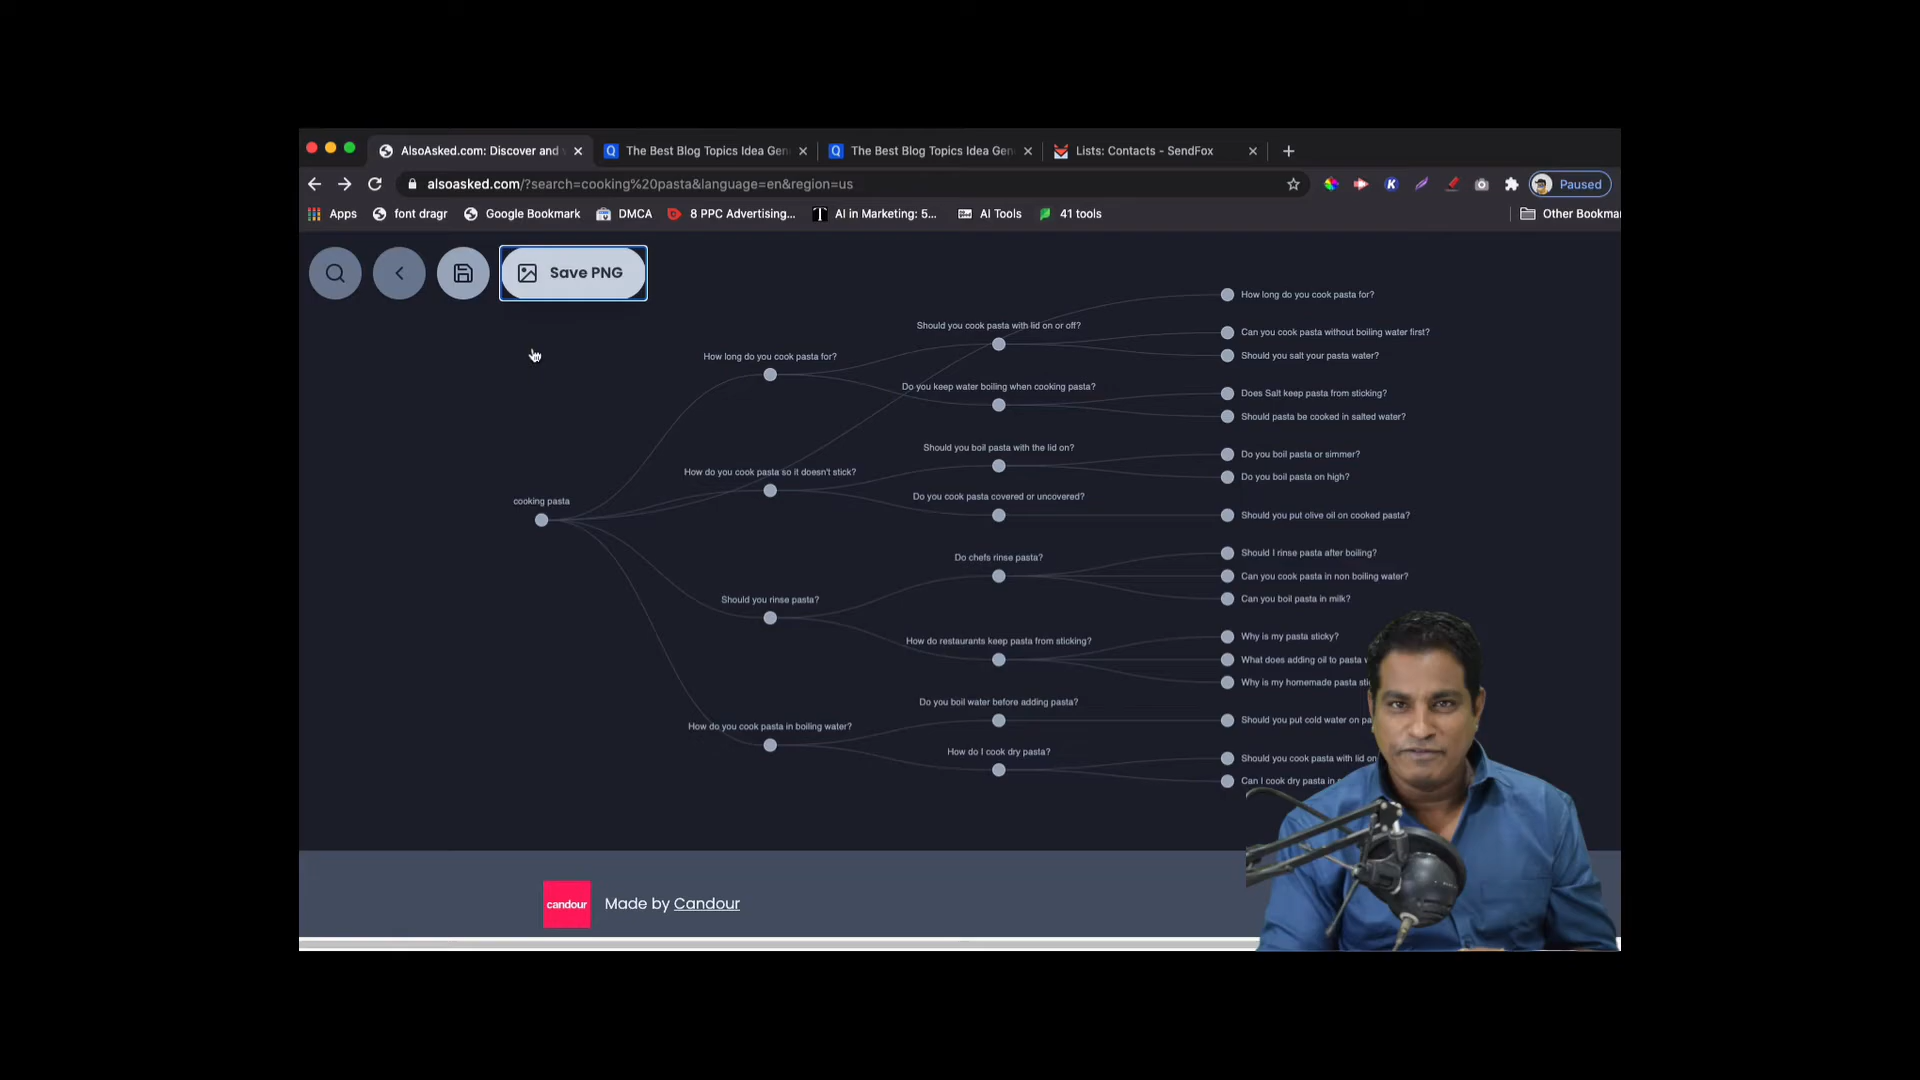 AlsoAsked.com: Discover and
The Best Blog Topics Idea Gen
The Best Blog Topics Idea Gen
Lists: Contacts - SendFox
alsoasked.com/?search=cooking%20pasta&language=en&region=us
Paused
Apps
font dragr
Google Bookmark
DMCA
8 PPC Advertising...
AI in Marketing: 5...
AI Tools
41 tools
Other Bookmar
Save PNG
cooking pasta
How long do you cook pasta for?
How do you cook pasta so it doesn't stick?
Should you rinse pasta?
How do you cook pasta in boiling water?
Should you cook pasta with lid on or off?
Do you keep water boiling when cooking pasta?
Should you boil pasta with the lid on?
Do you cook pasta covered or uncovered?
Do chefs rinse pasta?
How do restaurants keep pasta from sticking?
Do you boil water before adding pasta?
How do I cook dry pasta?
How long do you cook pasta for?
Can you cook pasta without boiling water first?
Should you salt your pasta water?
Does Salt keep pasta from sticking?
Should pasta be cooked in salted water?
Do you boil pasta or simmer?
Do you boil pasta on high?
Should you put olive oil on cooked pasta?
Should I rinse pasta after boiling?
Can you cook pasta in non boiling water?
Can you boil pasta in milk?
Why is my pasta sticky?
What does adding oil to pasta
Why is my homemade pasta
Should you put cold water on
Should you cook pasta with lid on
Can I cook dry pasta in
candour
Made by Candour